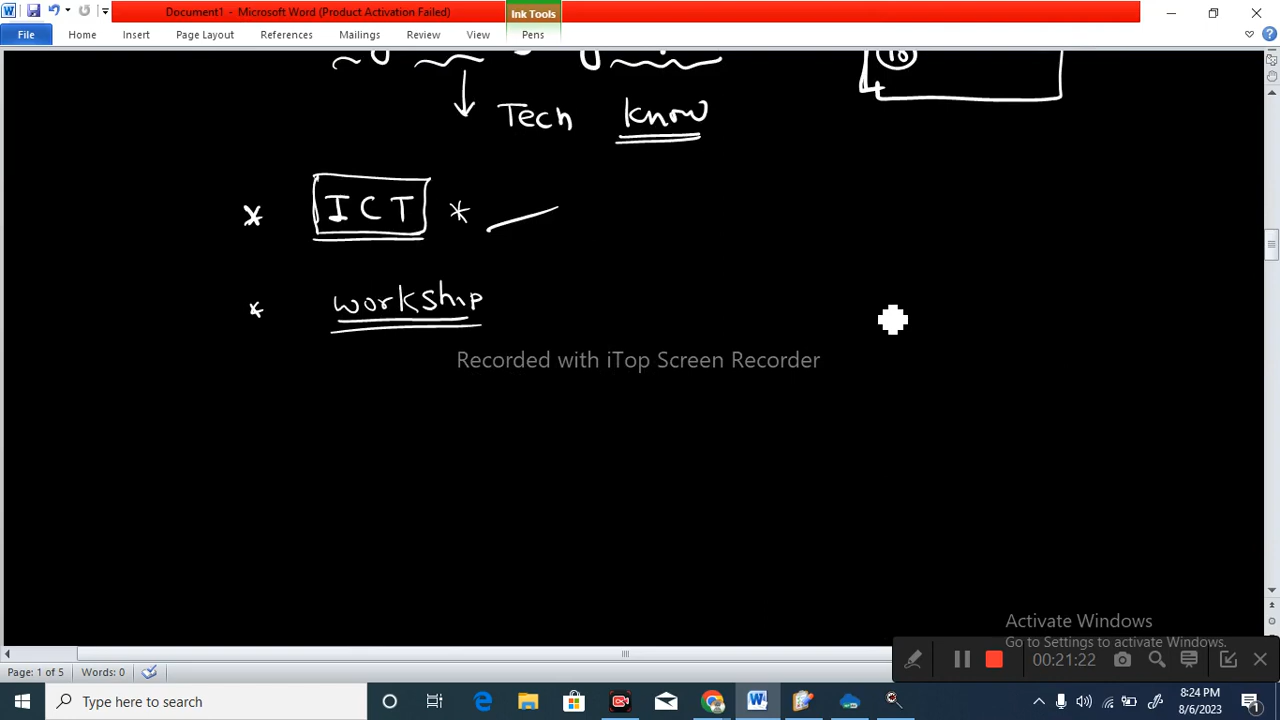 Document1 - Microsoft Word (Product Activation Failed)
Ink Tools
File Home Insert Page Layout References Mailings Review View Pens
10
Tech know
* ICT *
* workship
Recorded with iTop Screen Recorder
Activate Windows
Go to Settings to activate Windows.
00:21:22
Page: 1 of 5 Words: 0
Type here to search
8:24 PM
8/6/2023